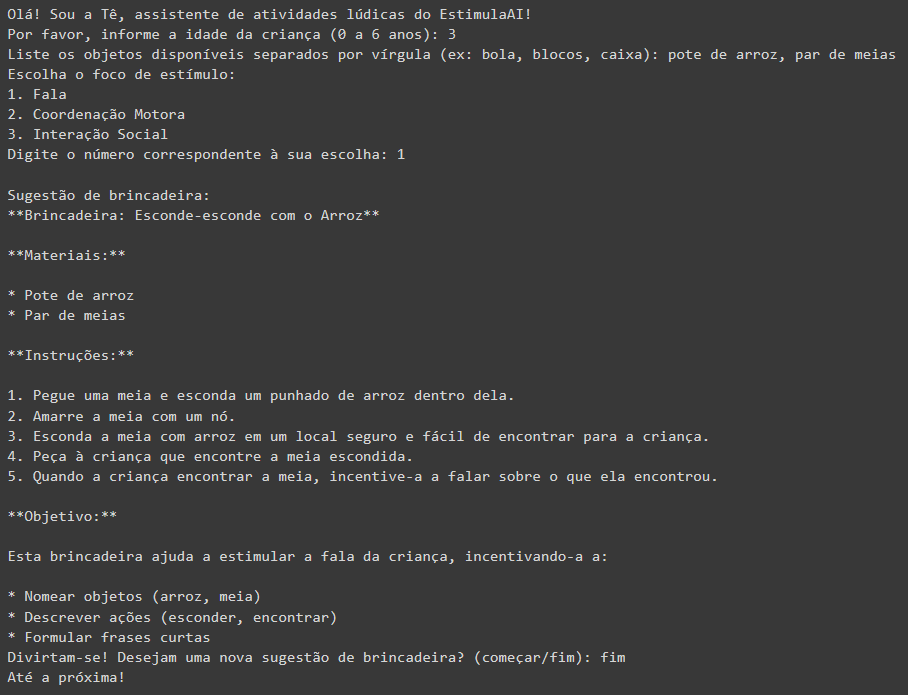 Olá! Sou a Tê, assistente de atividades lúdicas do EstimulaAI!
Por favor, informe a idade da criança (0 a 6 anos): 3
Liste os objetos disponíveis separados por vírgula (ex: bola, blocos, caixa): pote de arroz, par de meias
Escolha o foco de estímulo:
1. Fala
2. Coordenação Motora
3. Interação Social
Digite o número correspondente à sua escolha: 1

Sugestão de brincadeira:
**Brincadeira: Esconde-esconde com o Arroz**

**Materiais:**

* Pote de arroz
* Par de meias

**Instruções:**

1. Pegue uma meia e esconda um punhado de arroz dentro dela.
2. Amarre a meia com um nó.
3. Esconda a meia com arroz em um local seguro e fácil de encontrar para a criança.
4. Peça à criança que encontre a meia escondida.
5. Quando a criança encontrar a meia, incentive-a a falar sobre o que ela encontrou.

**Objetivo:**

Esta brincadeira ajuda a estimular a fala da criança, incentivando-a a:

* Nomear objetos (arroz, meia)
* Descrever ações (esconder, encontrar)
* Formular frases curtas
Divirtam-se! Desejam uma nova sugestão de brincadeira? (começar/fim): fim
Até a próxima!